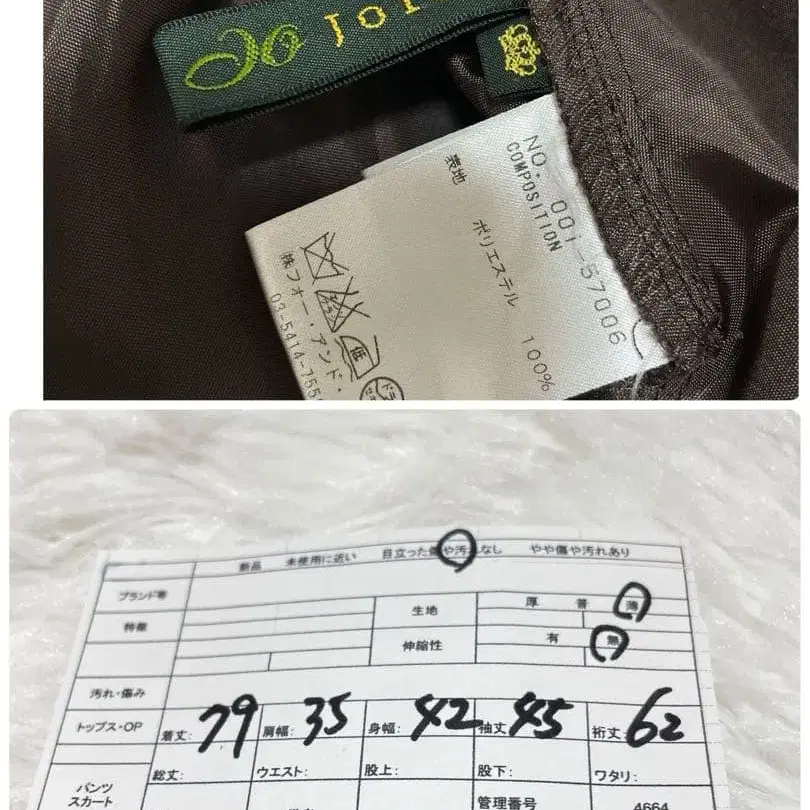 Jo
NO. 001-57006
COMPOSITION
表地
ポリエステル 100%
低
ドライ
㈱フォー・アンド・
03-5414-755
新品 未使用に近い 目立った傷や汚れなし やや傷や汚れあり
ブランド等
特徴
生地 厚 普 薄
伸縮性 有 無
汚れ・傷み
トップス・OP 着丈: 79 肩幅: 35 身幅: 42 袖丈: 45 裄丈: 62
パンツ
スカート
総丈: ウエスト: 股上: 股下: ワタリ:
管理番号 4664